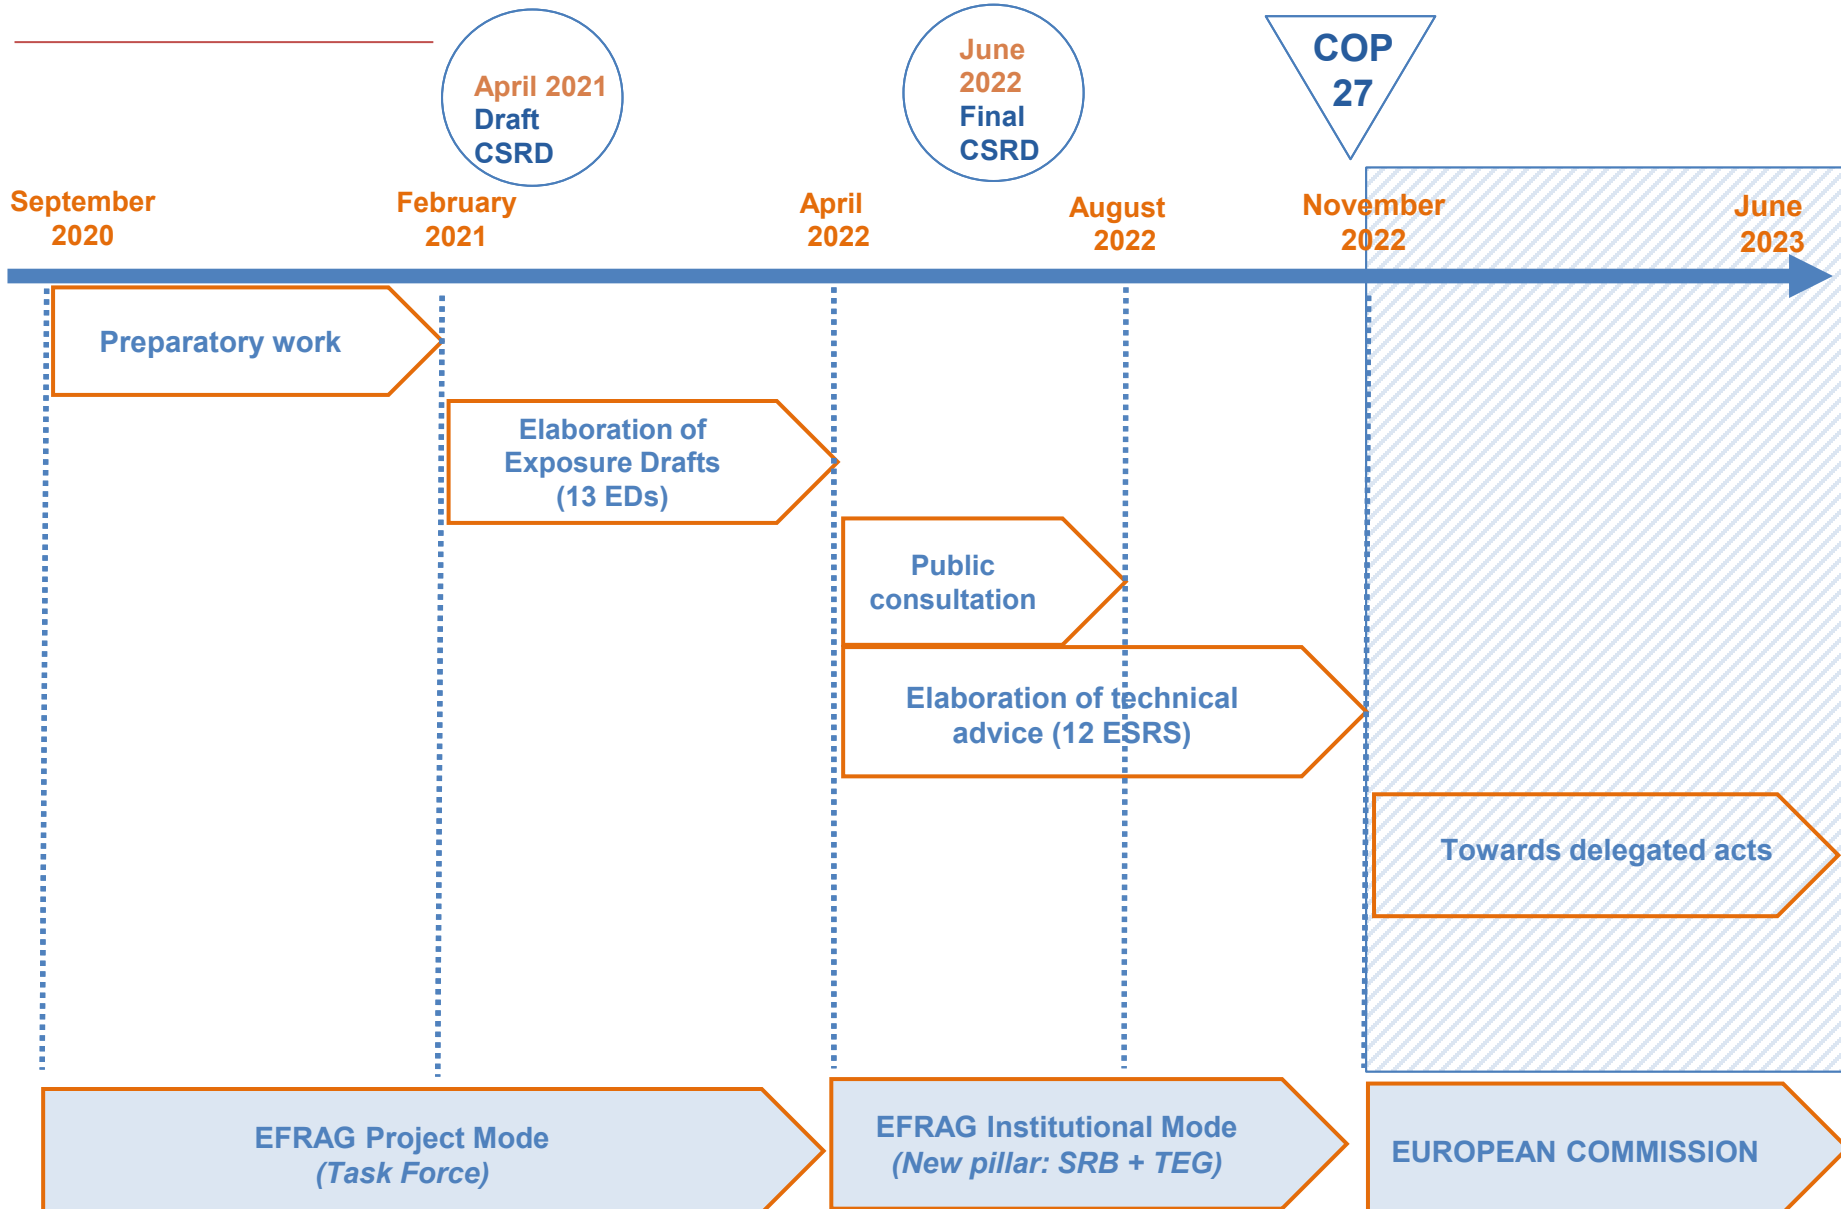 April 2021
Draft
CSRD
June
2022
Final
CSRD
COP
27
September
2020
February
2021
April
2022
August
2022
November
2022
June
2023
Preparatory work
Elaboration of
Exposure Drafts
(13 EDs)
Public
consultation
Elaboration of technical
advice (12 ESRS)
Towards delegated acts
EFRAG Project Mode
(Task Force)
EFRAG Institutional Mode
(New pillar: SRB + TEG)
EUROPEAN COMMISSION